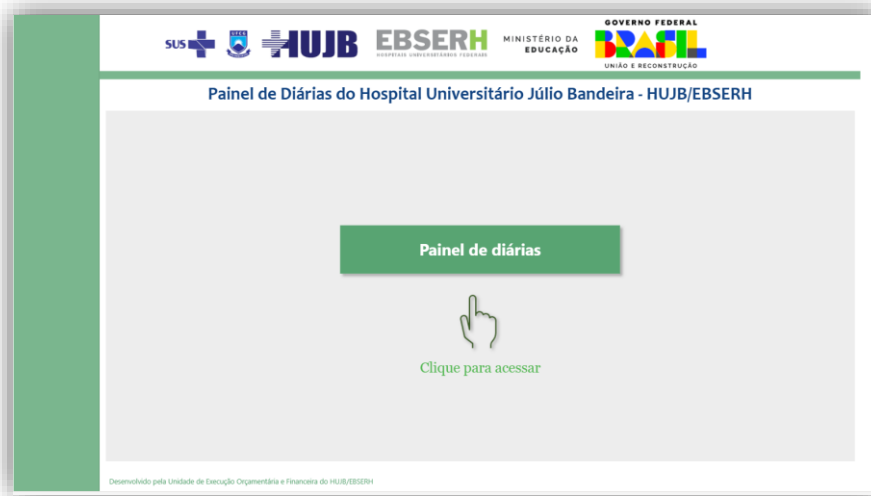 GOVERNO FEDERAL
SUS UFCG HUJB EBSERH MINISTÉRIO DA BRASIL
HOSPITAIS UNIVERSITÁRIOS FEDERAIS EDUCAÇÃO
UNIÃO E RECONSTRUÇÃO
Painel de Diárias do Hospital Universitário Júlio Bandeira - HUJB/EBSERH
Painel de diárias
Clique para acessar
Desenvolvido pela Unidade de Execução Orçamentária e Financeira do HUJB/EBSERH